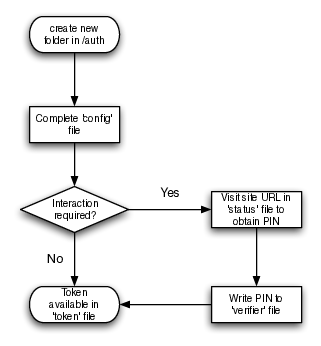 create new
folder in /auth
Complete 'config'
file
Interaction
required?
Yes
Visit site URL in
'status' file to
obtain PIN
No
Token
available in
'token' file
Write PIN to
'verifier' file